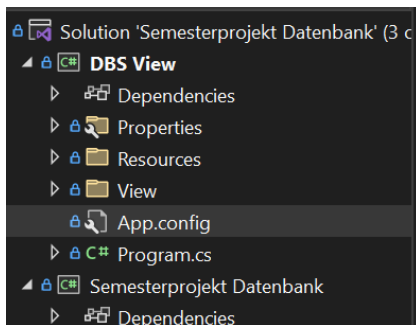 Solution 'Semesterprojekt Datenbank' (3 c
C# DBS View
Dependencies
Properties
Resources
View
App.config
C# Program.cs
C# Semesterprojekt Datenbank
Dependencies